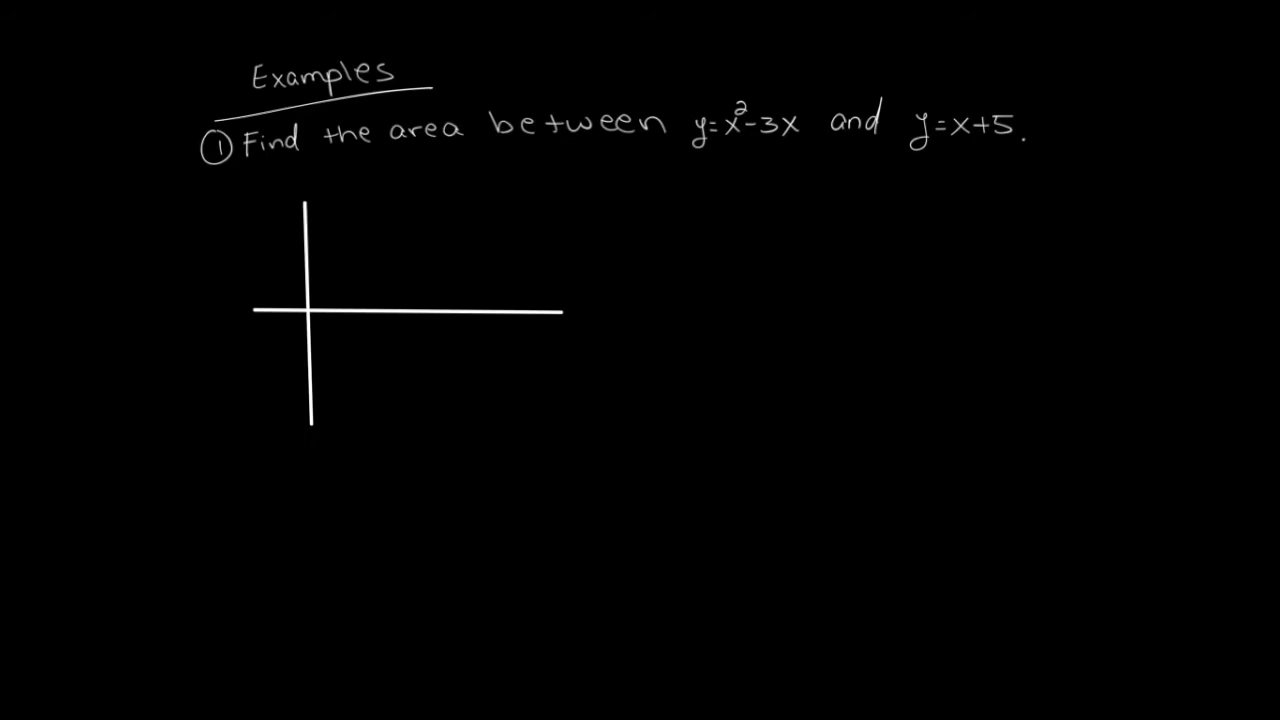 Examples
① Find the area between y=x²-3x and y=x+5.